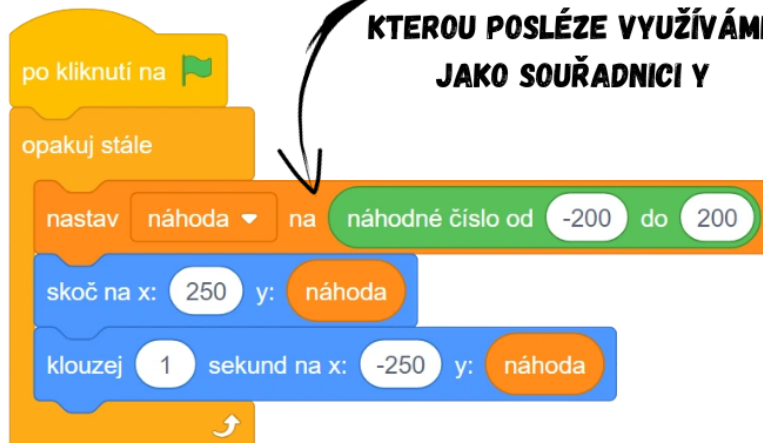 KTEROU POSLÉZE VYUŽÍVÁME
JAKO SOUŘADNICI Y
po kliknutí na
opakuj stále
nastav náhoda na náhodné číslo od -200 do 200
skoč na x: 250 y: náhoda
klouzej 1 sekund na x: -250 y: náhoda